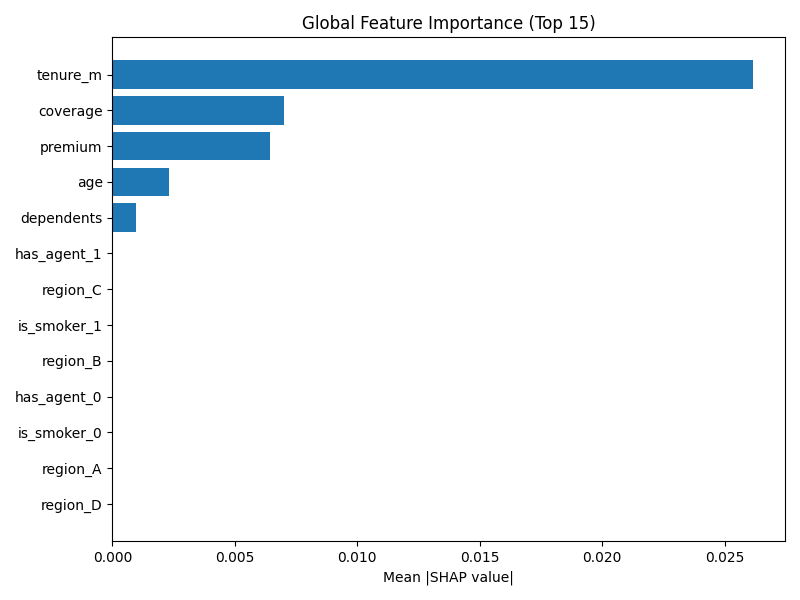 Global Feature Importance (Top 15)
tenure_m
coverage
premium
age
dependents
has_agent_1
region_C
is_smoker_1
region_B
has_agent_0
is_smoker_0
region_A
region_D
0.000 0.005 0.010 0.015 0.020 0.025
Mean |SHAP value|